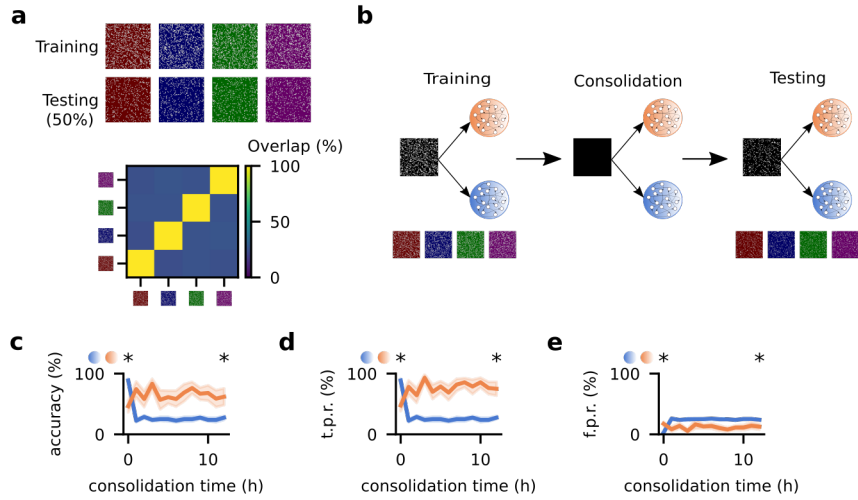 a
Training
Testing
(50%)
Overlap (%)
100
50
0
b
Training
Consolidation
Testing
c
*
*
100
0
accuracy (%)
0
10
consolidation time (h)
d
*
*
100
0
t.p.r. (%)
0
10
consolidation time (h)
e
*
*
100
0
f.p.r. (%)
0
10
consolidation time (h)